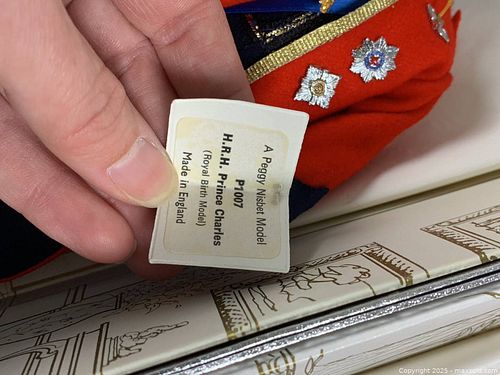 A Peggy Nisbet Model
P1007
H.R.H. Prince Charles
(Royal Birth Model)
Made in England
Copyright 2025 - maxsold.com